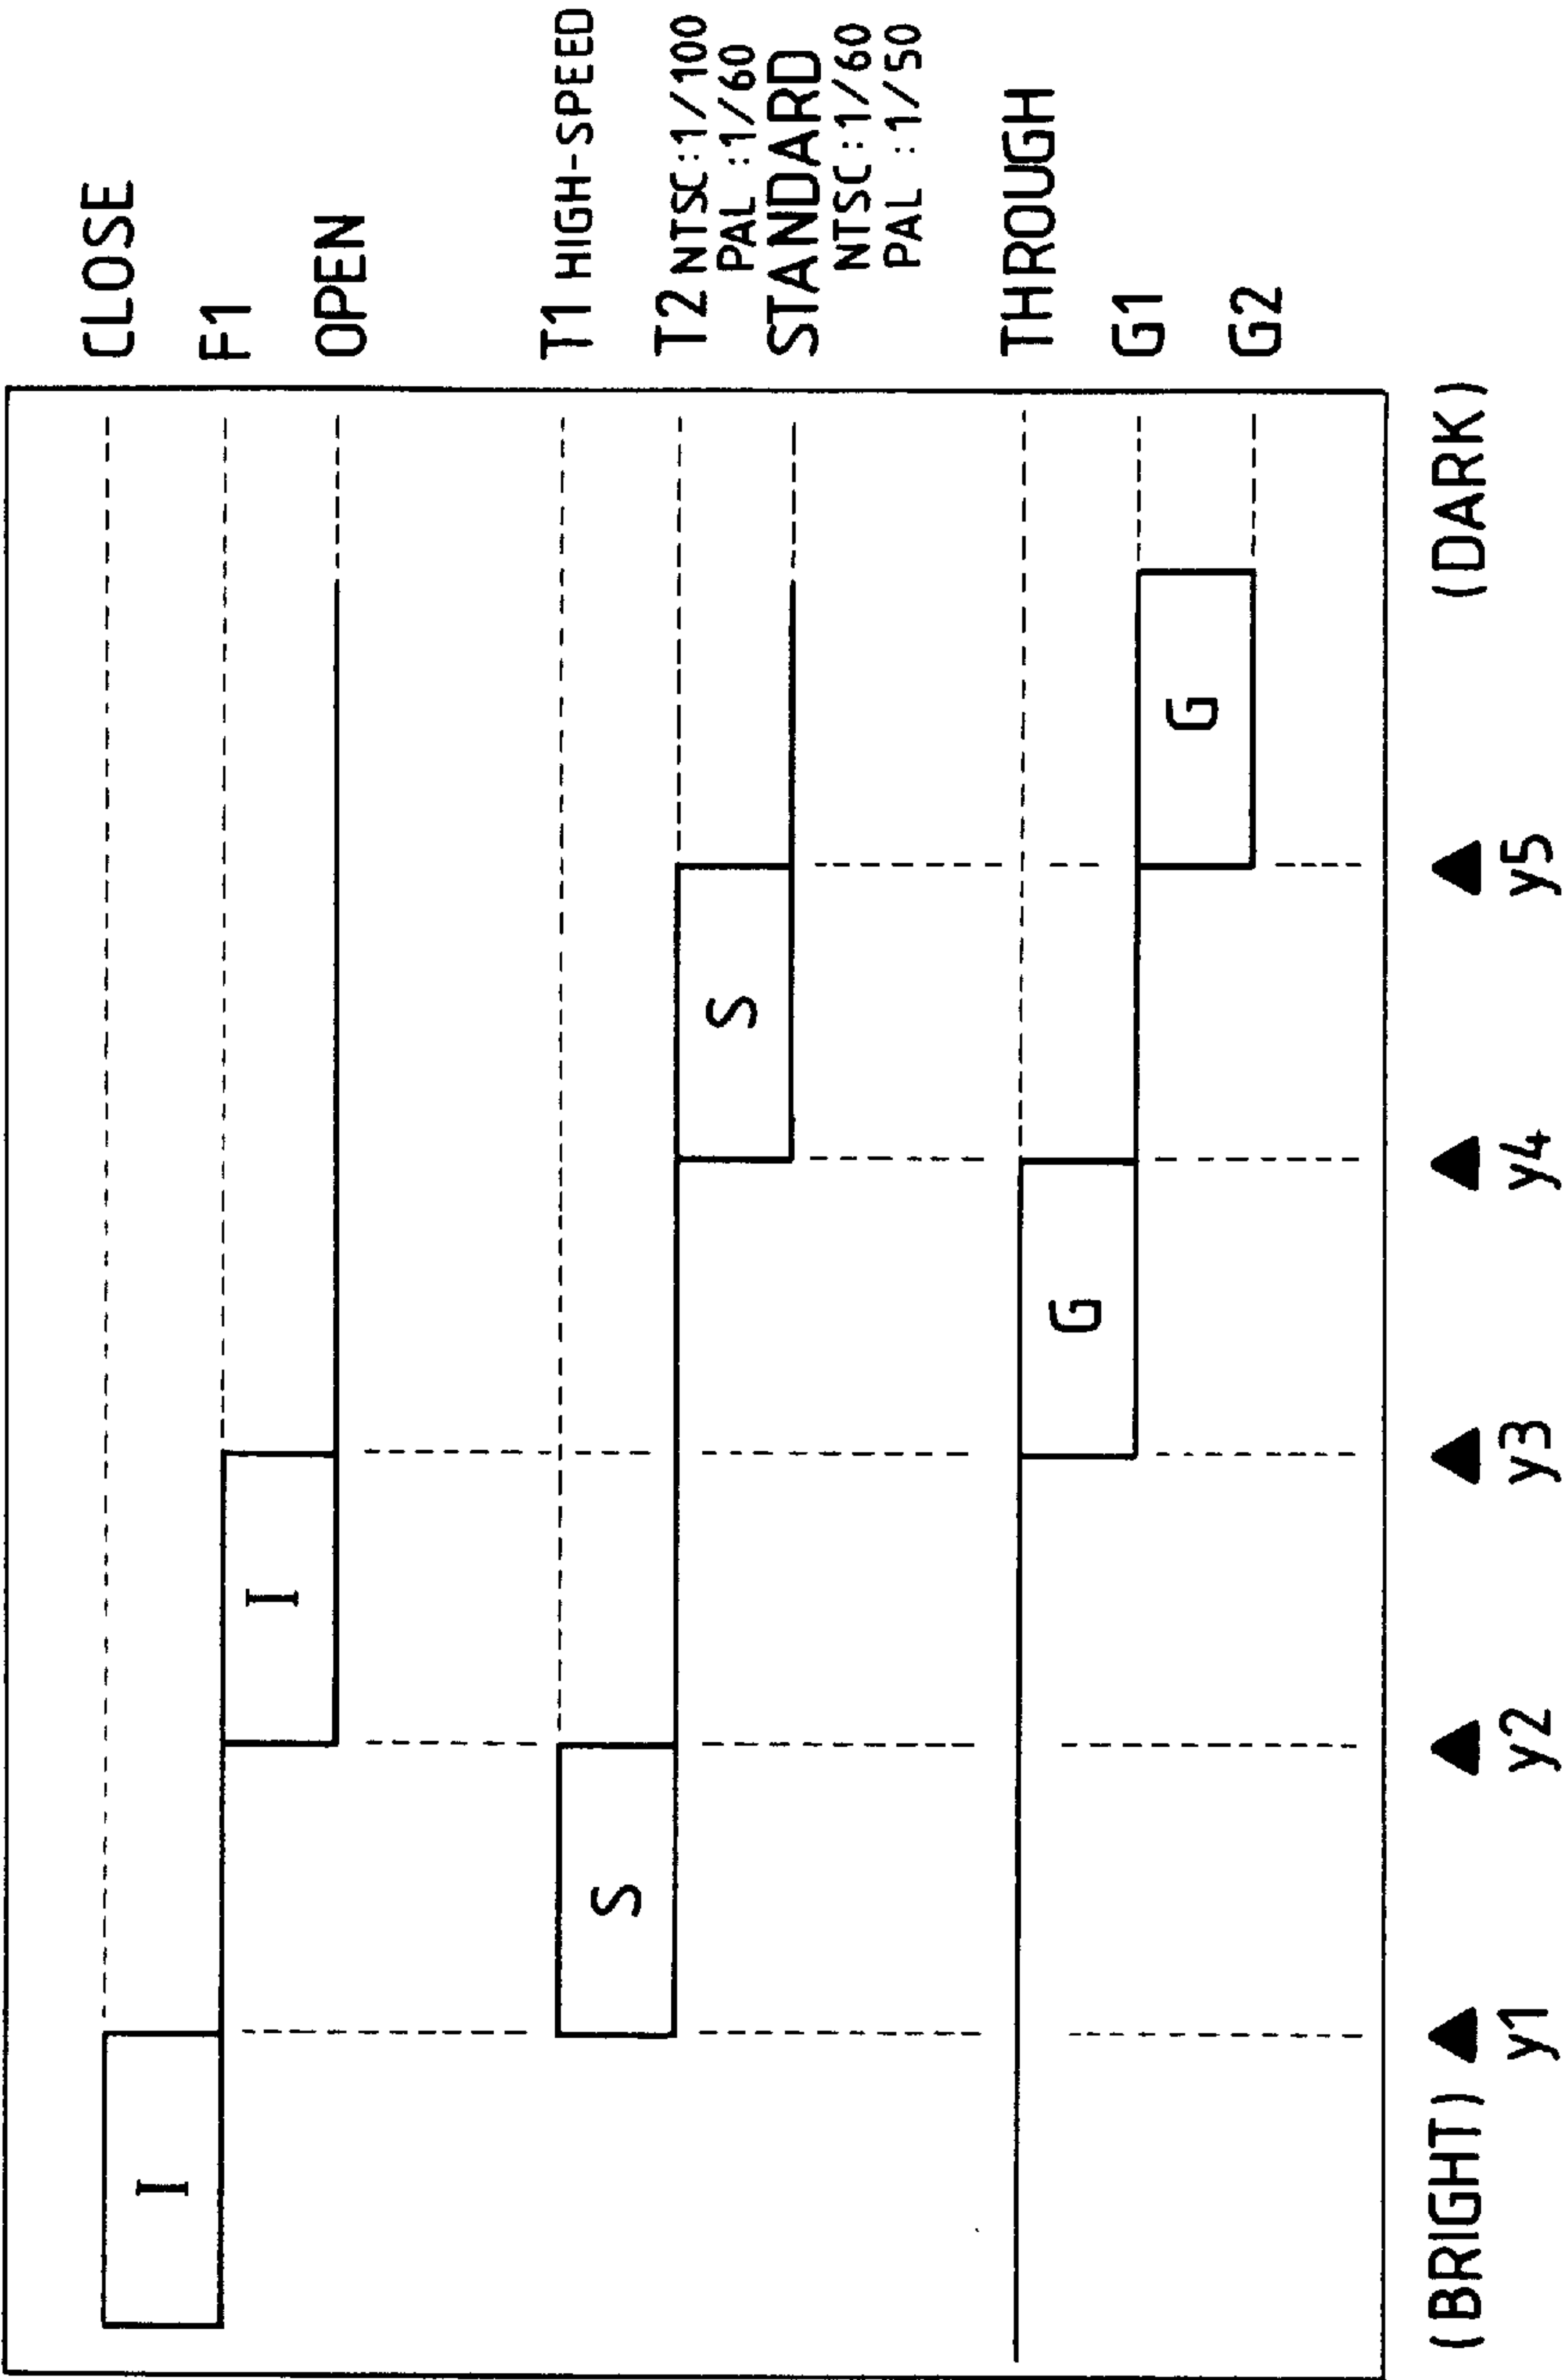 CLOSE
I
F1
I
OPEN
T1 HIGH-SPEED
S
T2 NTSC:1/100
PAL :1/60
S
STANDARD
NTSC:1/60
PAL :1/50
THROUGH
G
G1
G
G2
(BRIGHT) (DARK)
y1 y2 y3 y4 y5